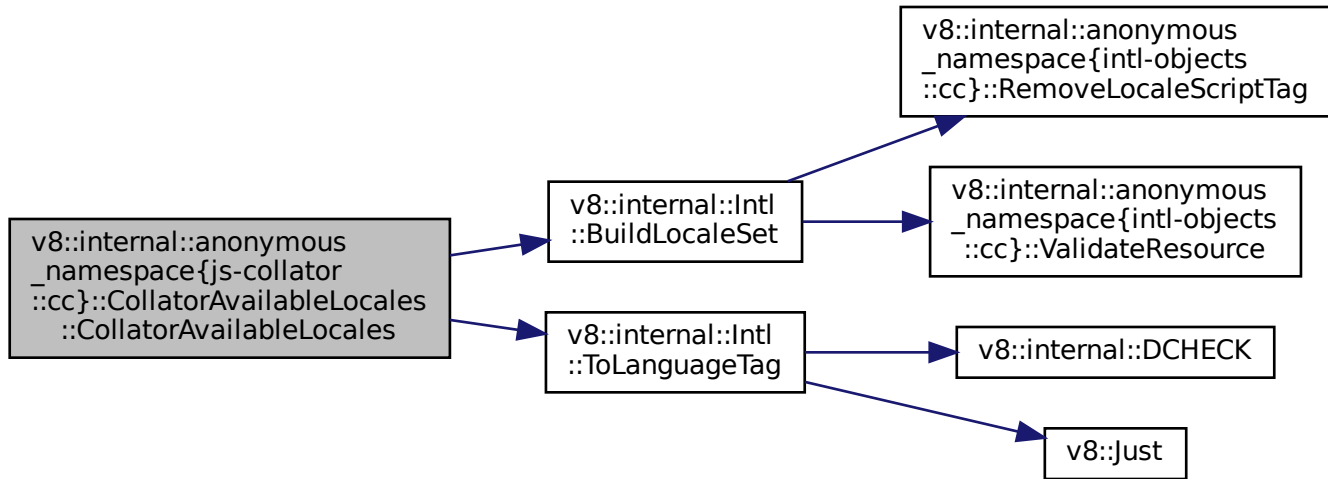 v8::internal::anonymous
_namespace{js-collator
::cc}::CollatorAvailableLocales
::CollatorAvailableLocales
v8::internal::Intl
::BuildLocaleSet
v8::internal::Intl
::ToLanguageTag
v8::internal::anonymous
_namespace{intl-objects
::cc}::RemoveLocaleScriptTag
v8::internal::anonymous
_namespace{intl-objects
::cc}::ValidateResource
v8::internal::DCHECK
v8::Just